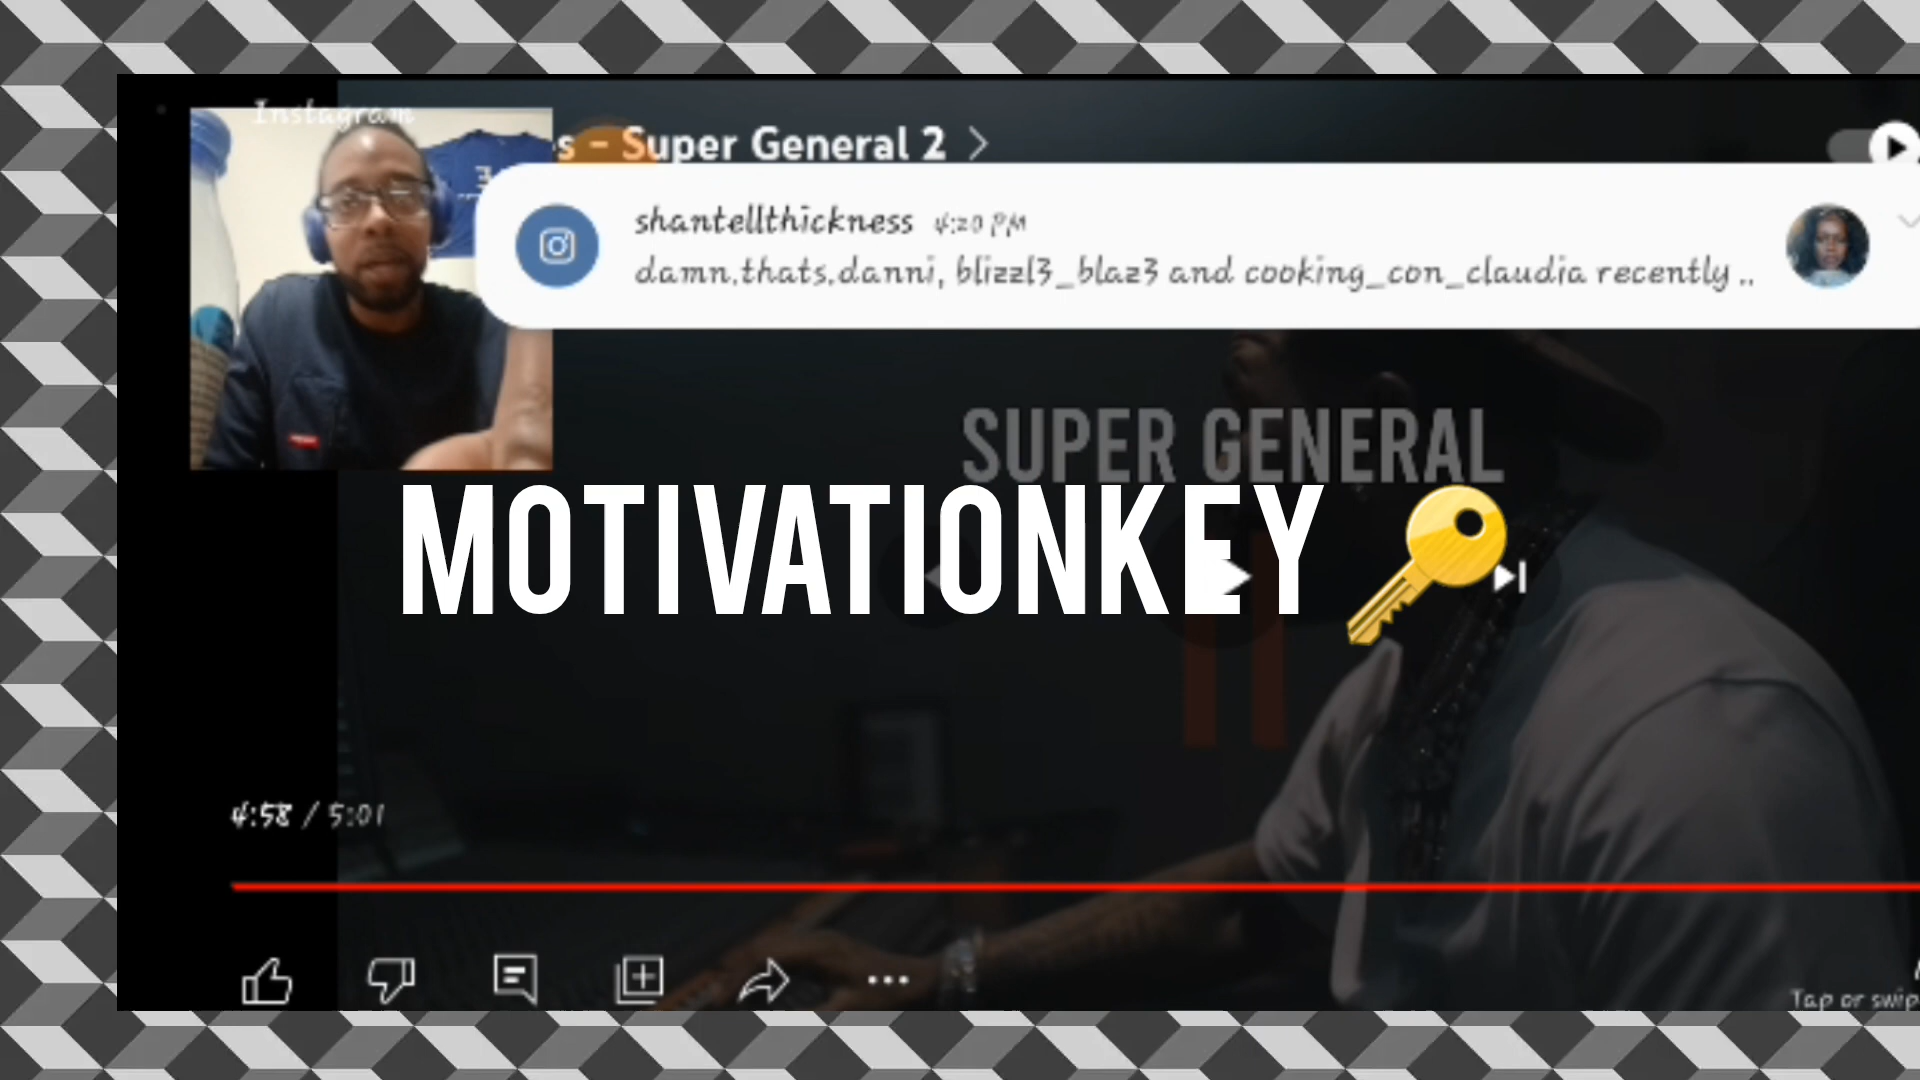 Instagram
s - Super General 2
shantellthickness 4:20 PM
damn.thats.danni, blizzl3_blaz3 and cooking_con_claudia recently ..
SUPER GENERAL
MOTIVATIONKEY
4:58 / 5:01
Tap or swip